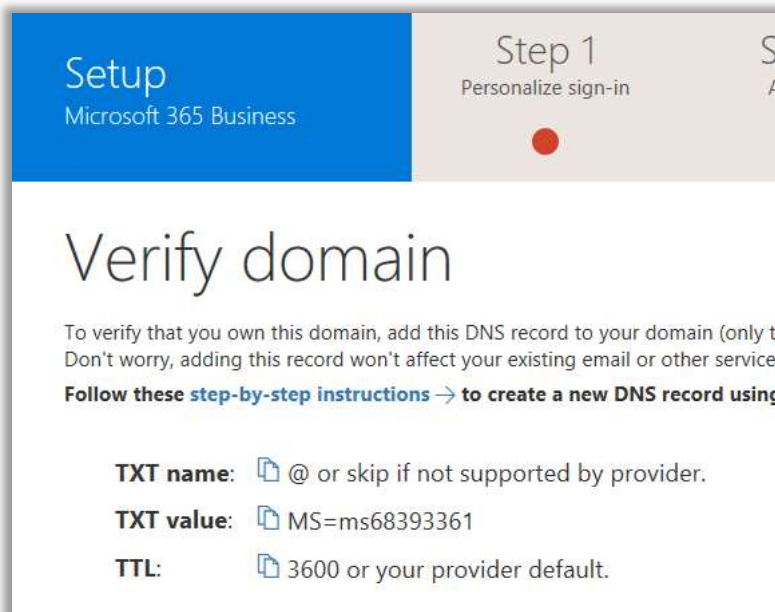 Setup
Microsoft 365 Business
Step 1
Personalize sign-in
S
A
Verify domain
To verify that you own this domain, add this DNS record to your domain (only t
Don't worry, adding this record won't affect your existing email or other service
Follow these step-by-step instructions → to create a new DNS record using
TXT name: @ or skip if not supported by provider.
TXT value: MS=ms68393361
TTL: 3600 or your provider default.